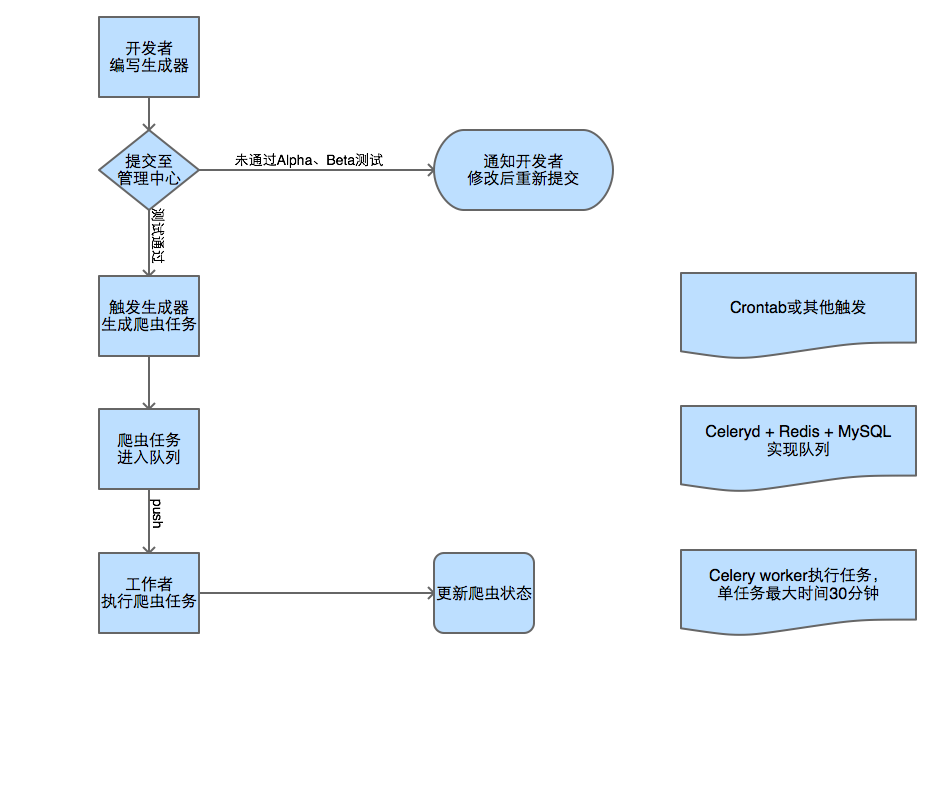 开发者
编写生成器
提交至
管理中心
未通过Alpha、Beta测试
通知开发者
修改后重新提交
测试通过
触发生成器
生成爬虫任务
Crontab或其他触发
爬虫任务
进入队列
Celeryd + Redis + MySQL
实现队列
push
工作者
执行爬虫任务
更新爬虫状态
Celery worker执行任务，
单任务最大时间30分钟